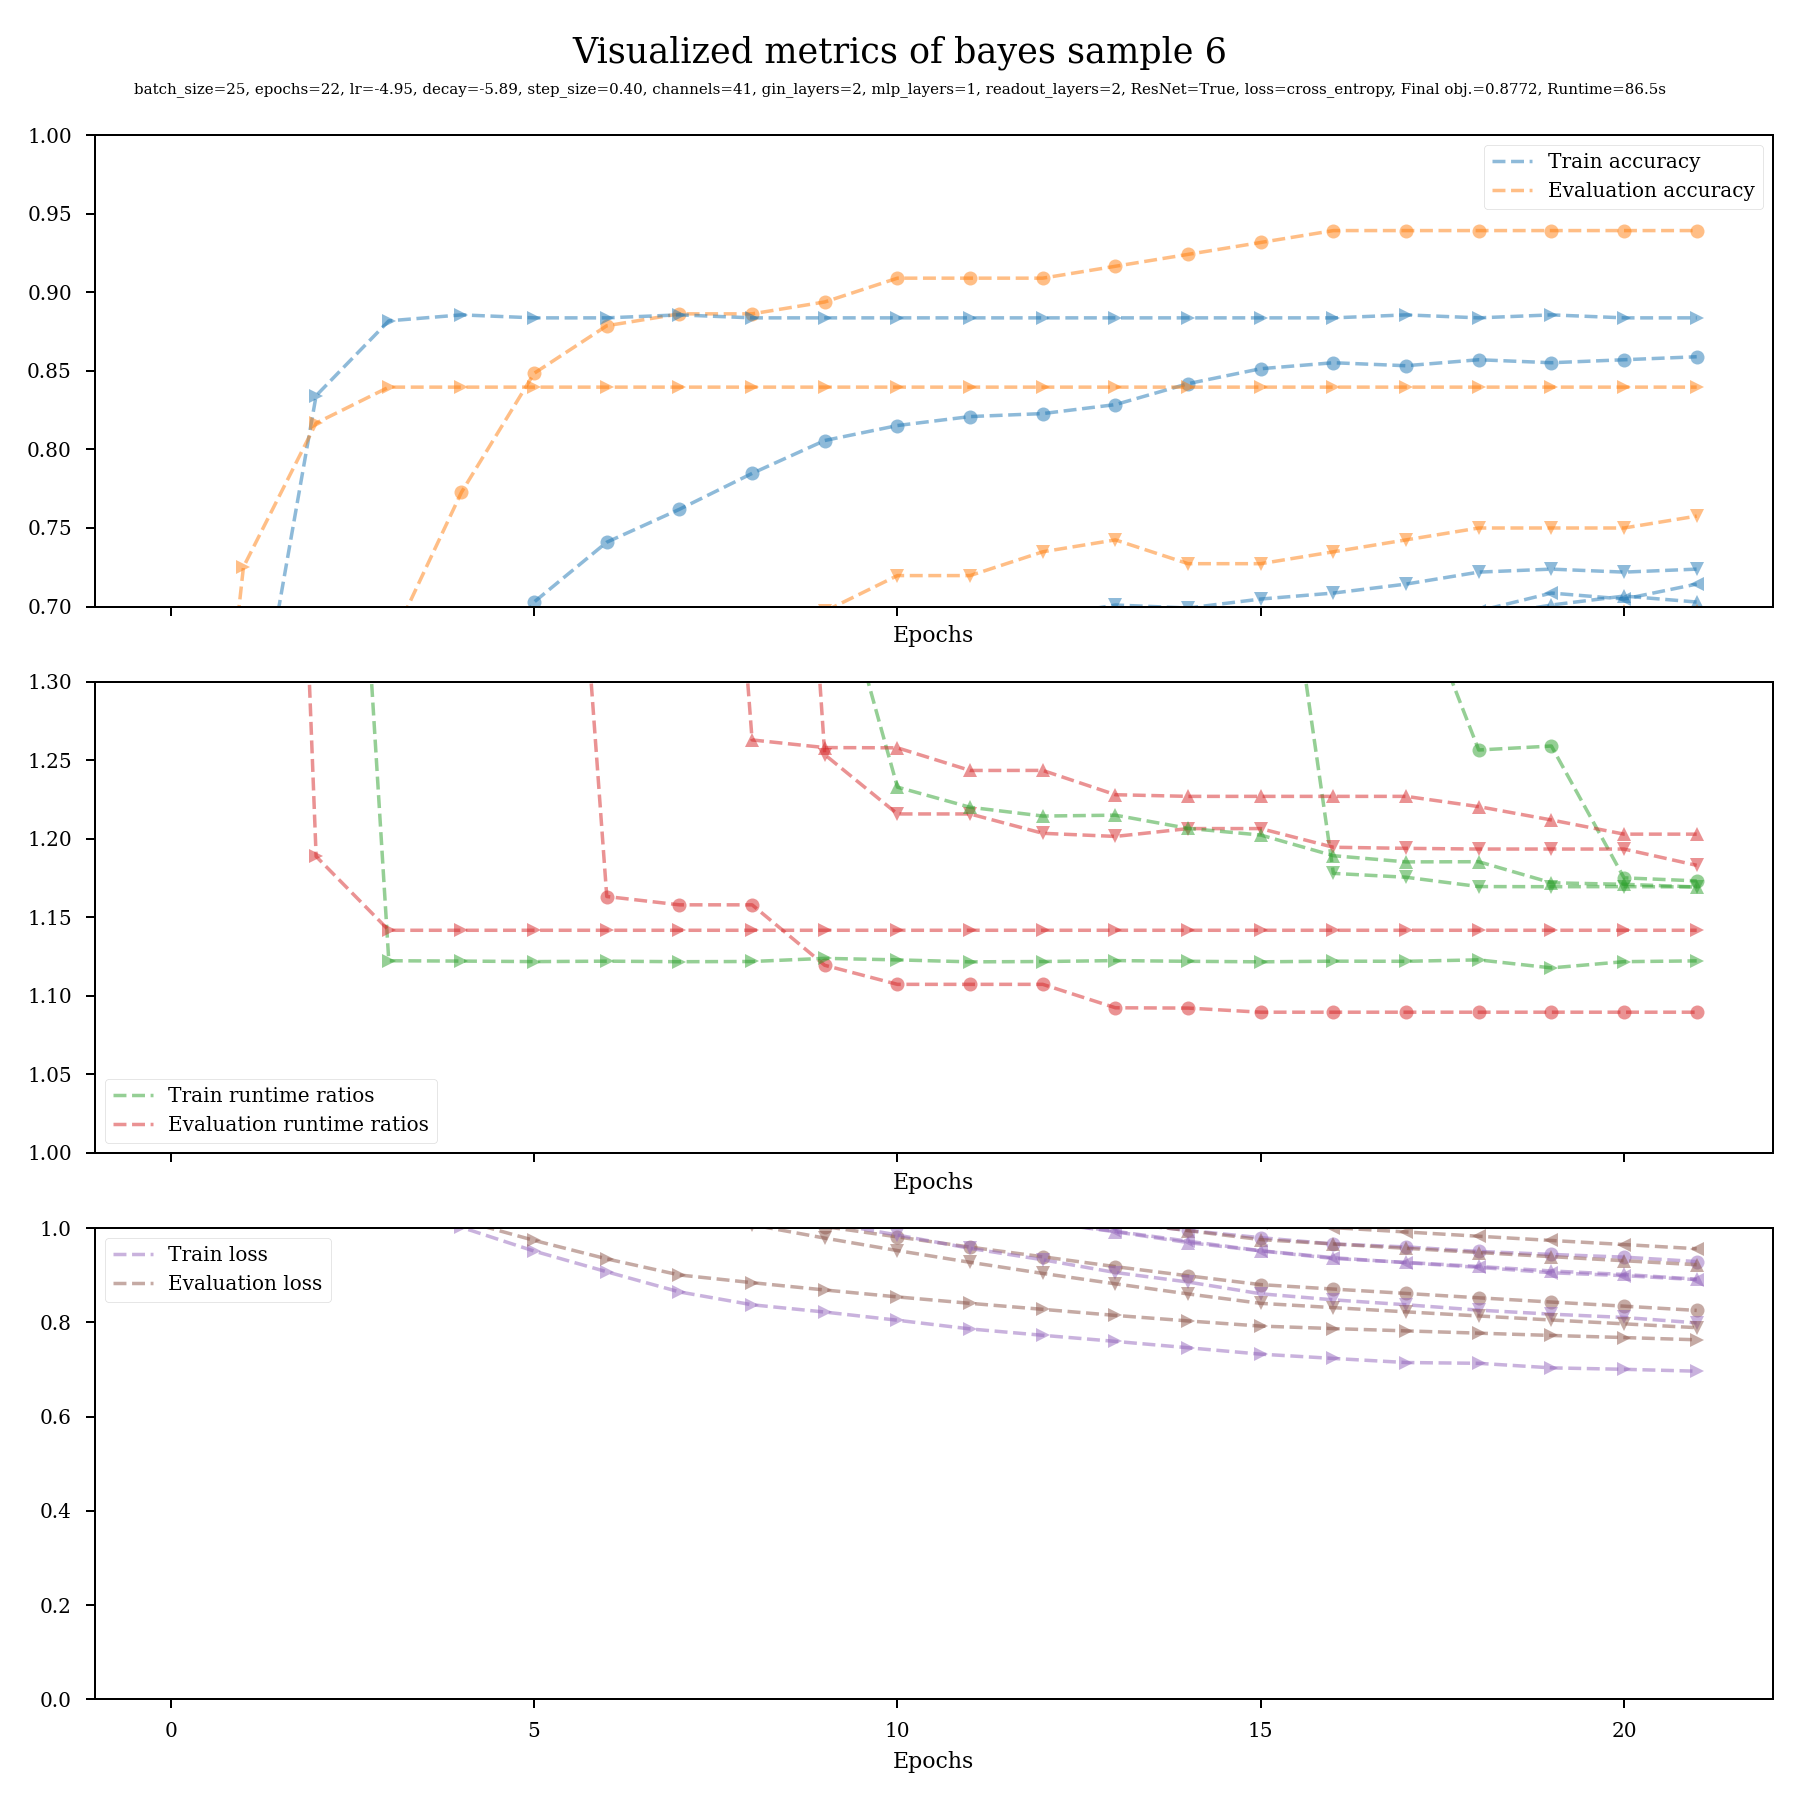 Visualized metrics of bayes sample 6
batch_size=25, epochs=22, lr=-4.95, decay=-5.89, step_size=0.40, channels=41, gin_layers=2, mlp_layers=1, readout_layers=2, ResNet=True, loss=cross_entropy, Final obj.=0.8772, Runtime=86.5s
1.00
0.95
0.90
0.85
0.80
0.75
0.70
Train accuracy
Evaluation accuracy
Epochs
1.30
1.25
1.20
1.15
1.10
1.05
1.00
Train runtime ratios
Evaluation runtime ratios
Epochs
1.0
0.8
0.6
0.4
0.2
0.0
Train loss
Evaluation loss
0 5 10 15 20
Epochs